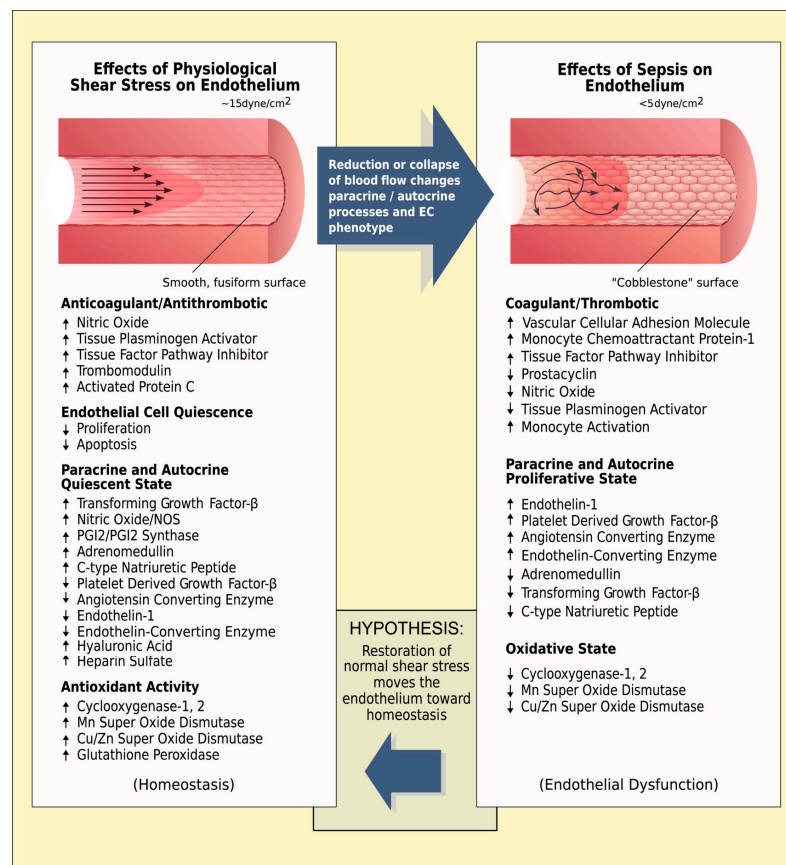 Effects of Physiological
Shear Stress on Endothelium
~15dyne/cm2
Smooth, fusiform surface
Anticoagulant/Antithrombotic
↑ Nitric Oxide
↑ Tissue Plasminogen Activator
↑ Tissue Factor Pathway Inhibitor
↑ Trombomodulin
↑ Activated Protein C
Endothelial Cell Quiescence
↓ Proliferation
↓ Apoptosis
Paracrine and Autocrine
Quiescent State
↑ Transforming Growth Factor-β
↑ Nitric Oxide/NOS
↑ PGI2/PGI2 Synthase
↑ Adrenomedullin
↑ C-type Natriuretic Peptide
↓ Platelet Derived Growth Factor-β
↓ Angiotensin Converting Enzyme
↓ Endothelin-1
↓ Endothelin-Converting Enzyme
↑ Hyaluronic Acid
↑ Heparin Sulfate
Antioxidant Activity
↑ Cyclooxygenase-1, 2
↑ Mn Super Oxide Dismutase
↑ Cu/Zn Super Oxide Dismutase
↑ Glutathione Peroxidase
(Homeostasis)
Reduction or collapse
of blood flow changes
paracrine / autocrine
processes and EC
phenotype
Effects of Sepsis on
Endothelium
<5dyne/cm2
"Cobblestone" surface
Coagulant/Thrombotic
↑ Vascular Cellular Adhesion Molecule
↑ Monocyte Chemoattractant Protein-1
↑ Tissue Factor Pathway Inhibitor
↓ Prostacyclin
↓ Nitric Oxide
↓ Tissue Plasminogen Activator
↑ Monocyte Activation
Paracrine and Autocrine
Proliferative State
↑ Endothelin-1
↑ Platelet Derived Growth Factor-β
↑ Angiotensin Converting Enzyme
↑ Endothelin-Converting Enzyme
↓ Adrenomedullin
↓ Transforming Growth Factor-β
↓ C-type Natriuretic Peptide
Oxidative State
↓ Cyclooxygenase-1, 2
↓ Mn Super Oxide Dismutase
↓ Cu/Zn Super Oxide Dismutase
(Endothelial Dysfunction)
HYPOTHESIS:
Restoration of
normal shear stress
moves the
endothelium toward
homeostasis